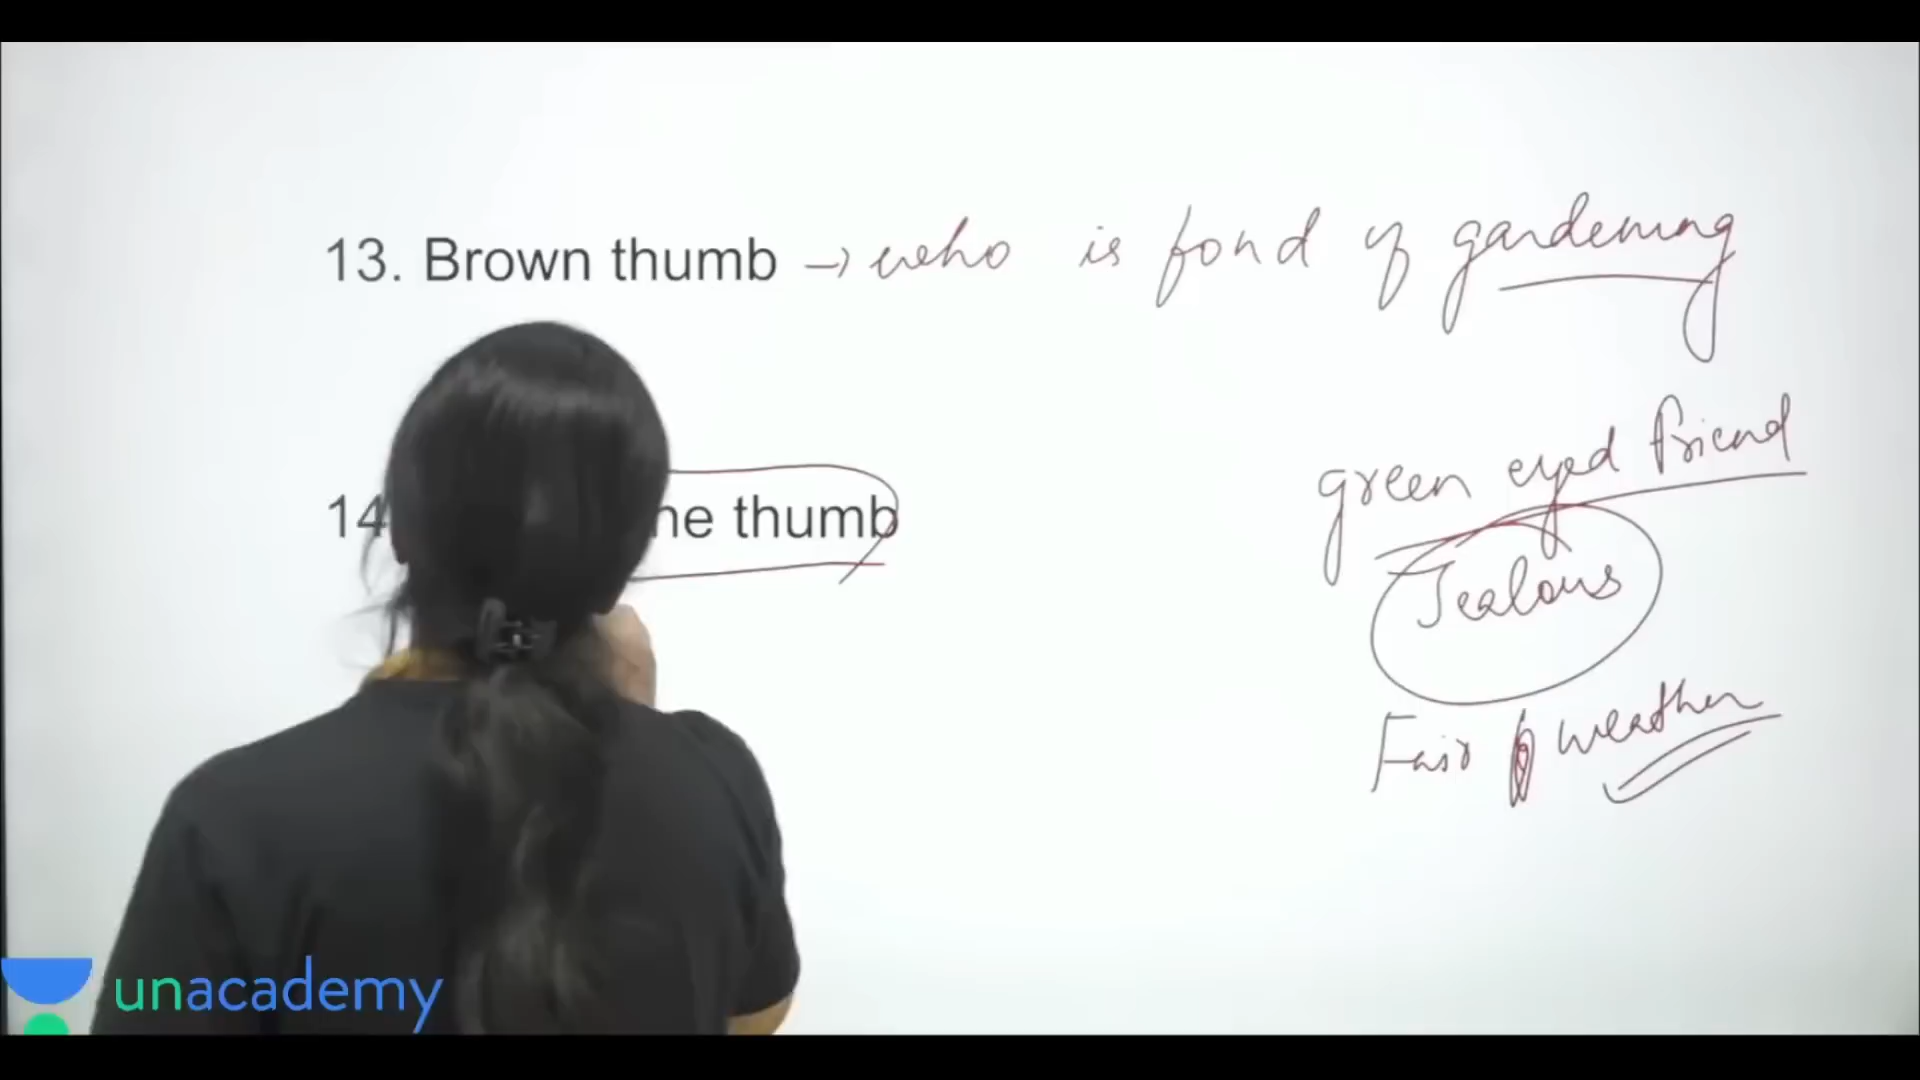 13. Brown thumb → who is fond of gardening
green eyed friend
14 he thumb
Jealous
Fair weather
unacademy